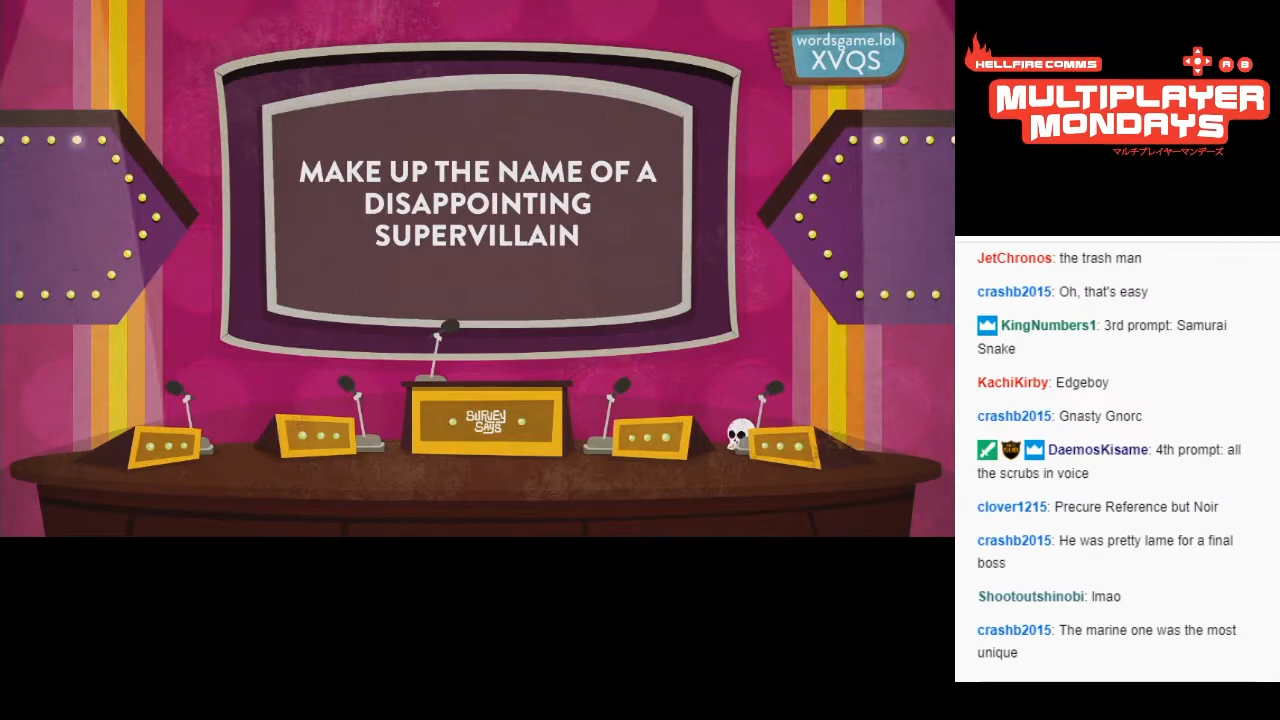 wordsgame.lol
XVQS
MAKE UP THE NAME OF A
DISAPPOINTING
SUPERVILLAIN
SURVEY
SAYS
HELLFIRE COMMS
A B
MULTIPLAYER
MONDAYS
マルチプレイヤーマンデーズ
JetChronos: the trash man
crashb2015: Oh, that's easy
KingNumbers1: 3rd prompt: Samurai
Snake
KachiKirby: Edgeboy
crashb2015: Gnasty Gnorc
DaemosKisame: 4th prompt: all
the scrubs in voice
clover1215: Precure Reference but Noir
crashb2015: He was pretty lame for a final
boss
Shootoutshinobi: lmao
crashb2015: The marine one was the most
unique